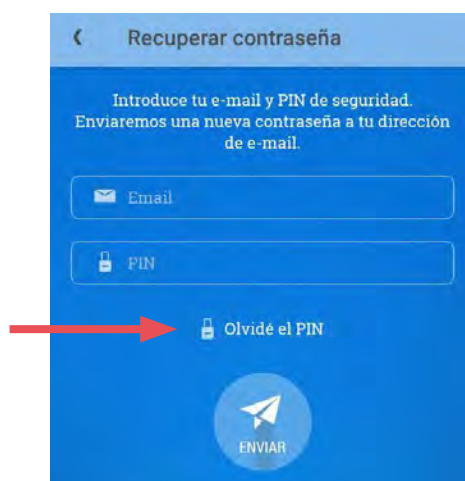 Recuperar contraseña
Introduce tu e-mail y PIN de seguridad.
Enviaremos una nueva contraseña a tu dirección
de e-mail.
Email
PIN
Olvidé el PIN
ENVIAR